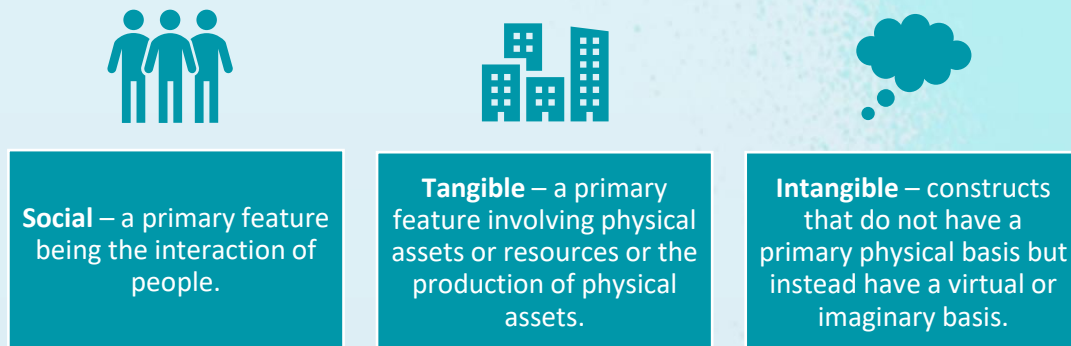 Social – a primary feature
being the interaction of
people.
Tangible – a primary
feature involving physical
assets or resources or the
production of physical
assets.
Intangible – constructs
that do not have a
primary physical basis but
instead have a virtual or
imaginary basis.